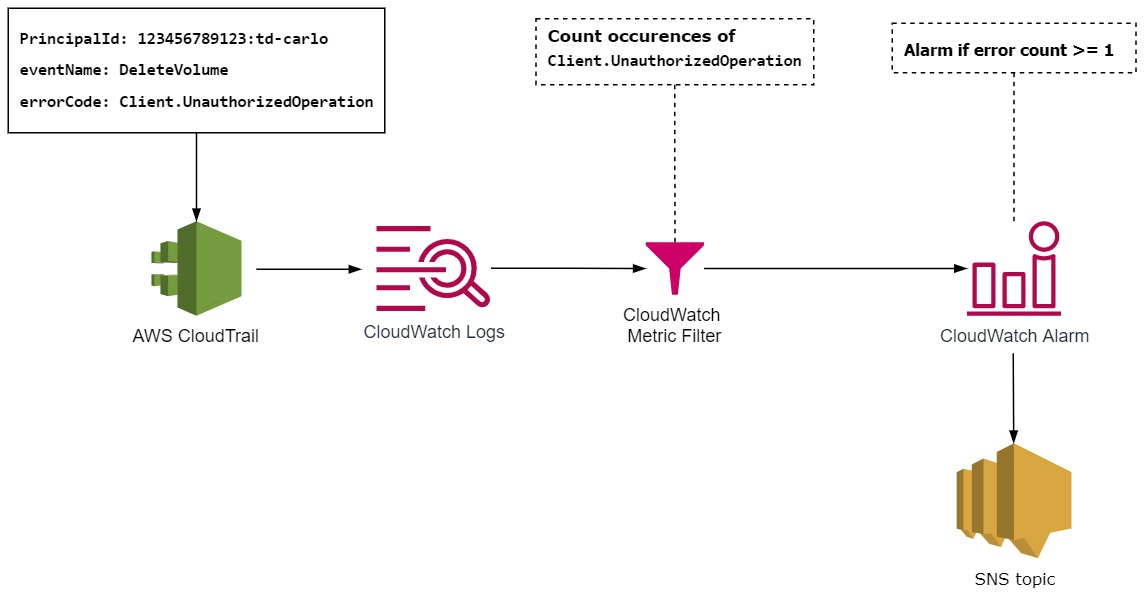 PrincipalId: 123456789123:td-carlo
eventName: DeleteVolume
errorCode: Client.UnauthorizedOperation
Count occurences of
Client.UnauthorizedOperation
Alarm if error count >= 1
AWS CloudTrail
CloudWatch Logs
CloudWatch
Metric Filter
CloudWatch Alarm
SNS topic